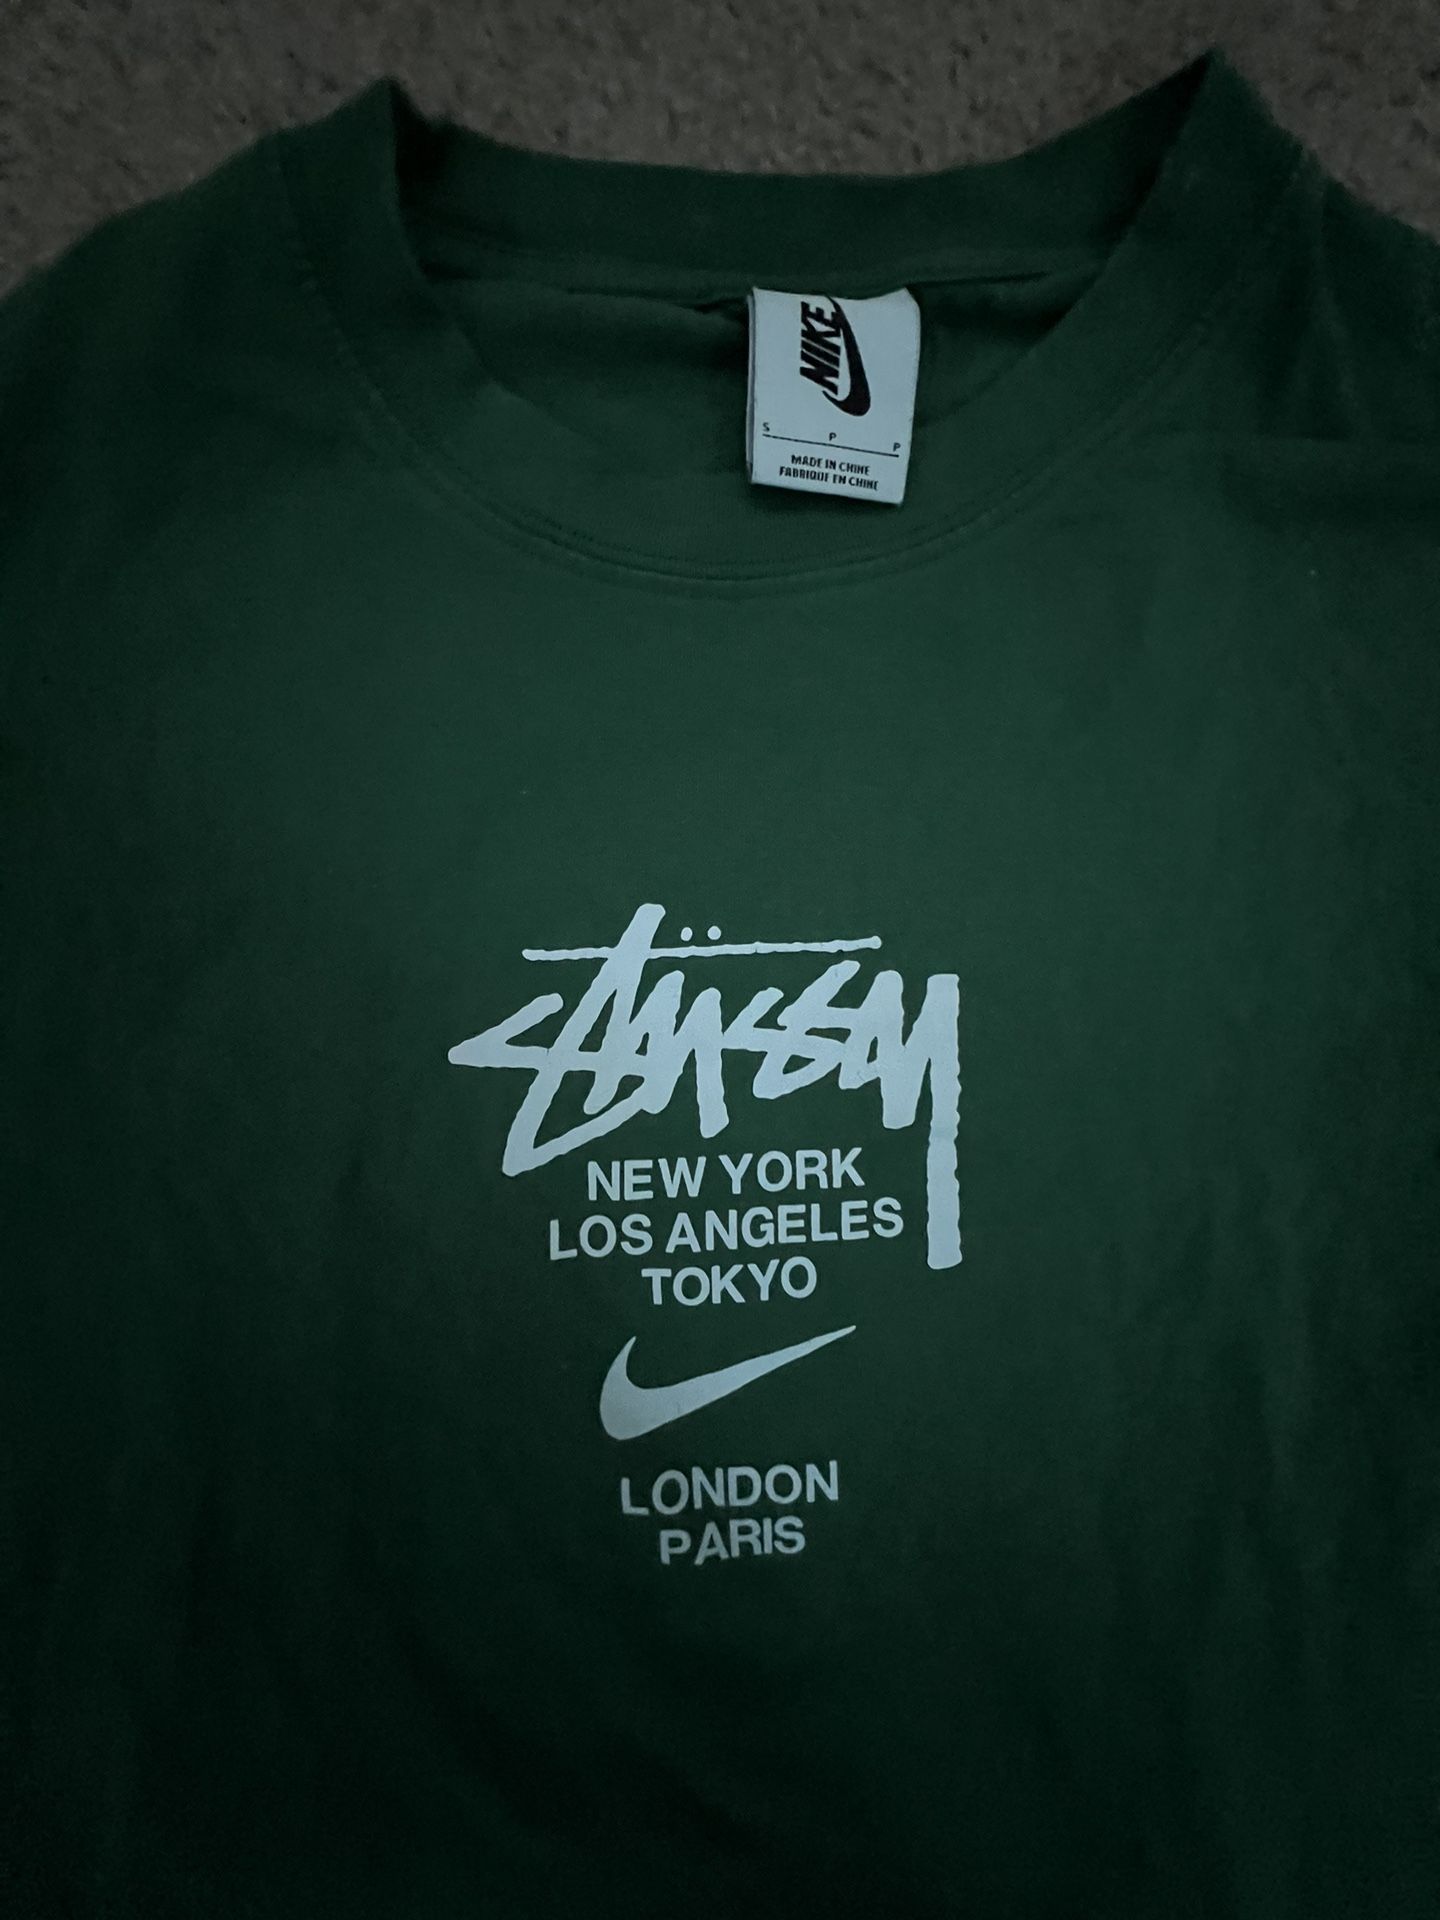 NIKE
S P P
MADE IN CHINE
FABRIQUE EN CHINE
STÜSSY
NEW YORK
LOS ANGELES
TOKYO
LONDON
PARIS